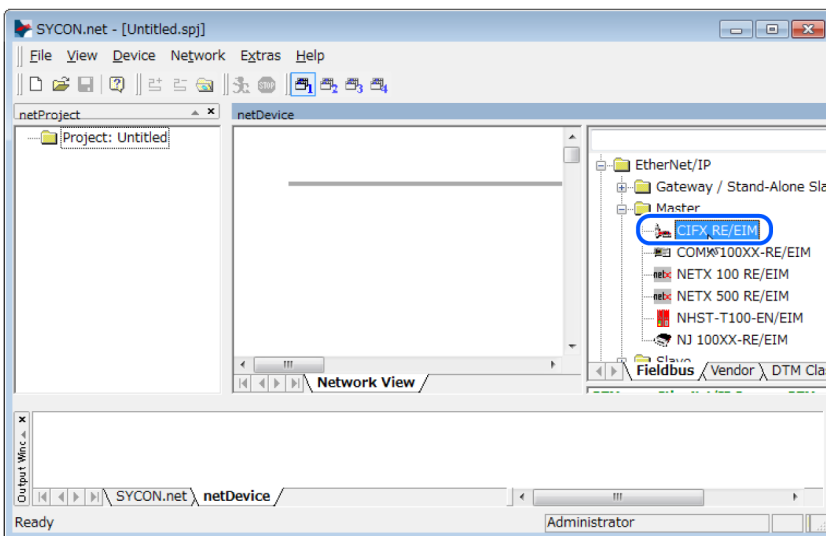 SYCON.net - [Untitled.spj]
File View Device Network Extras Help
netProject
netDevice
Project: Untitled
EtherNet/IP
Gateway / Stand-Alone Sla
Master
CIFX RE/EIM
COMX 100XX-RE/EIM
NETX 100 RE/EIM
NETX 500 RE/EIM
NHST-T100-EN/EIM
NJ 100XX-RE/EIM
Slave
Fieldbus Vendor DTM Cla
Network View
Output Winc
SYCON.net netDevice
Ready
Administrator